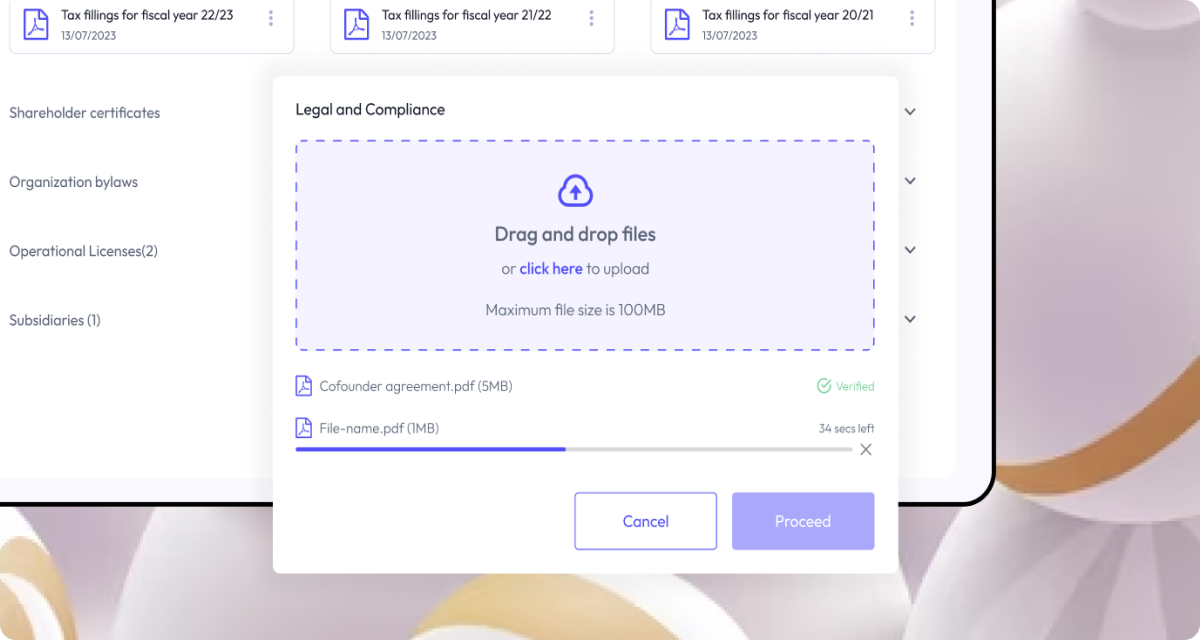 Tax fillings for fiscal year 22/23
13/07/2023
Tax fillings for fiscal year 21/22
13/07/2023
Tax fillings for fiscal year 20/21
13/07/2023
Shareholder certificates
Organization bylaws
Operational Licenses(2)
Subsidiaries (1)
Legal and Compliance
Drag and drop files
or click here to upload
Maximum file size is 100MB
Cofounder agreement.pdf (5MB)
Verified
File-name.pdf (1MB)
34 secs left
Cancel
Proceed